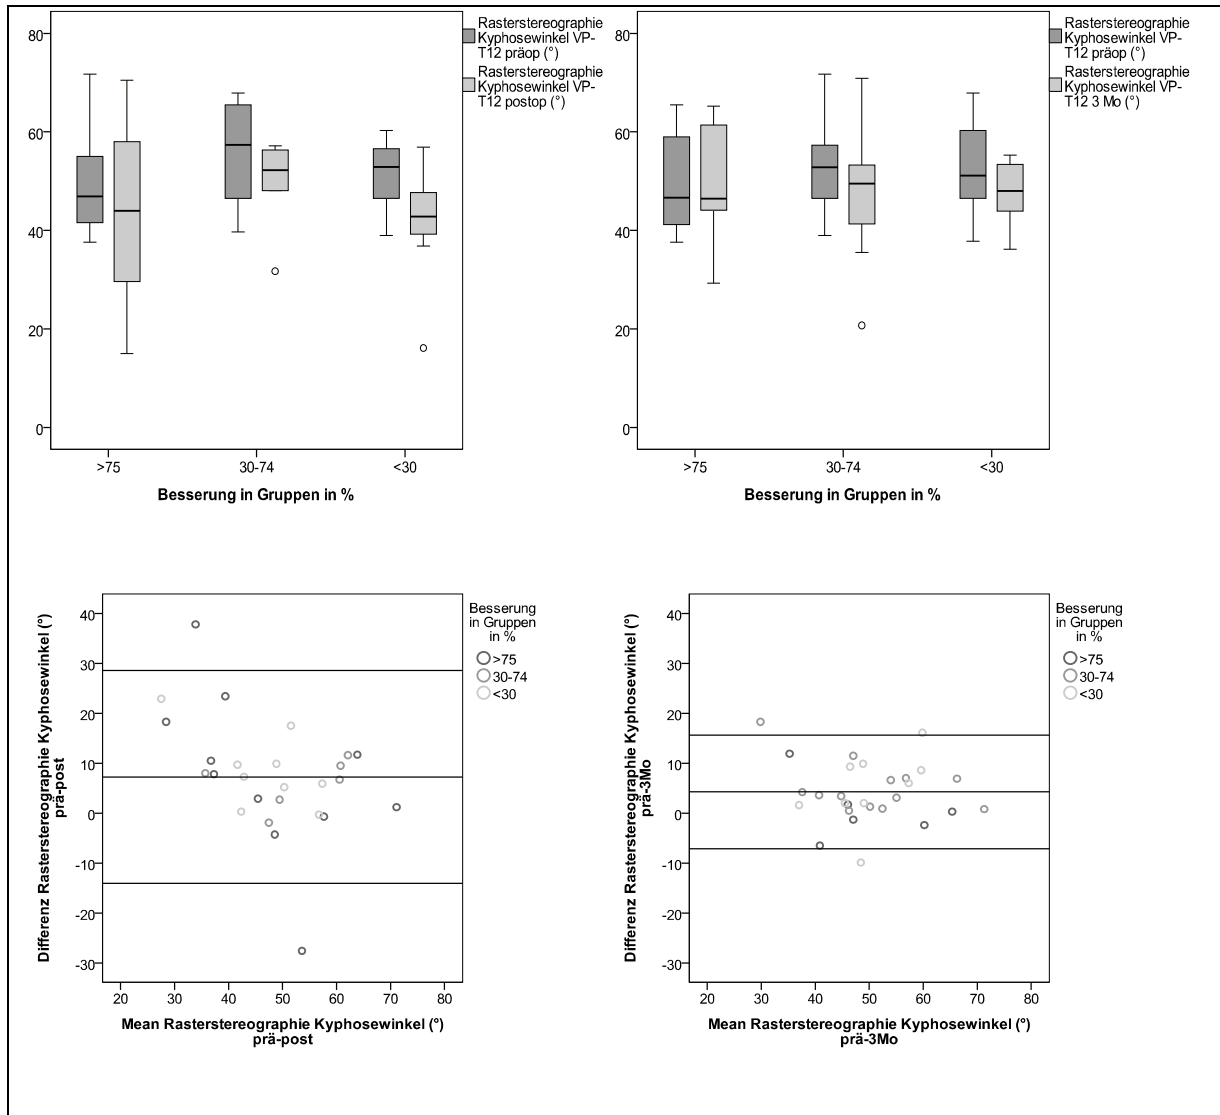 80
60
40
20
0
>75
30-74
<30
Besserung in Gruppen in %
Rasterstereographie
Kyphosewinkel VP-
T12 präop (°)
Rasterstereographie
Kyphosewinkel VP-
T12 postop (°)
80
60
40
20
0
>75
30-74
<30
Besserung in Gruppen in %
Rasterstereographie
Kyphosewinkel VP-
T12 präop (°)
Rasterstereographie
Kyphosewinkel VP-
T12 3 Mo (°)
Differenz Rasterstereographie Kyphosewinkel (°)
prä-post
40
30
20
10
0
-10
-20
-30
20
30
40
50
60
70
80
Mean Rasterstereographie Kyphosewinkel (°)
prä-post
Besserung
in Gruppen
in %
>75
30-74
<30
Differenz Rasterstereographie Kyphosewinkel (°)
prä-3Mo
40
30
20
10
0
-10
-20
-30
20
30
40
50
60
70
80
Mean Rasterstereographie Kyphosewinkel (°)
prä-3Mo
Besserung
in Gruppen
in %
>75
30-74
<30